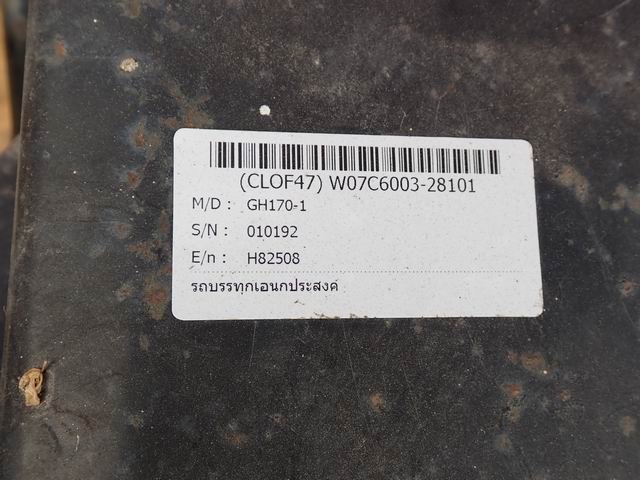 (CLOF47) W07C6003-28101
M/D : GH170-1
S/N : 010192
E/n : H82508
รถบรรทุกเอนกประสงค์